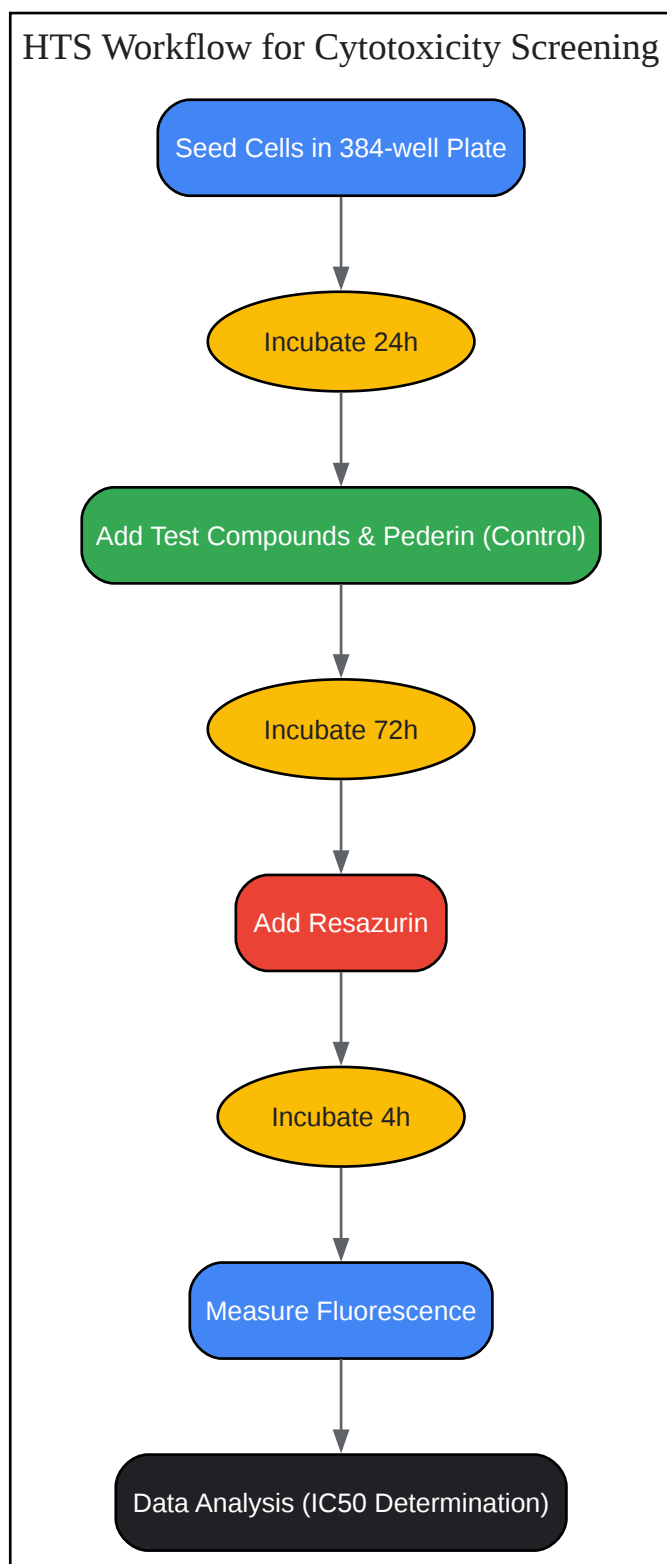 HTS Workflow for Cytotoxicity Screening
Seed Cells in 384-well Plate
Incubate 24h
Add Test Compounds & Pederin (Control)
Incubate 72h
Add Resazurin
Incubate 4h
Measure Fluorescence
Data Analysis (IC50 Determination)